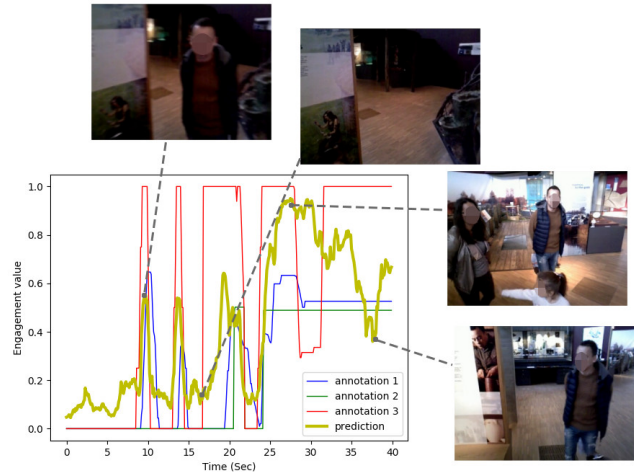 1.0
0.8
0.6
0.4
0.2
0.0
Engagement value
annotation 1
annotation 2
annotation 3
prediction
0 5 10 15 20 25 30 35 40
Time (Sec)